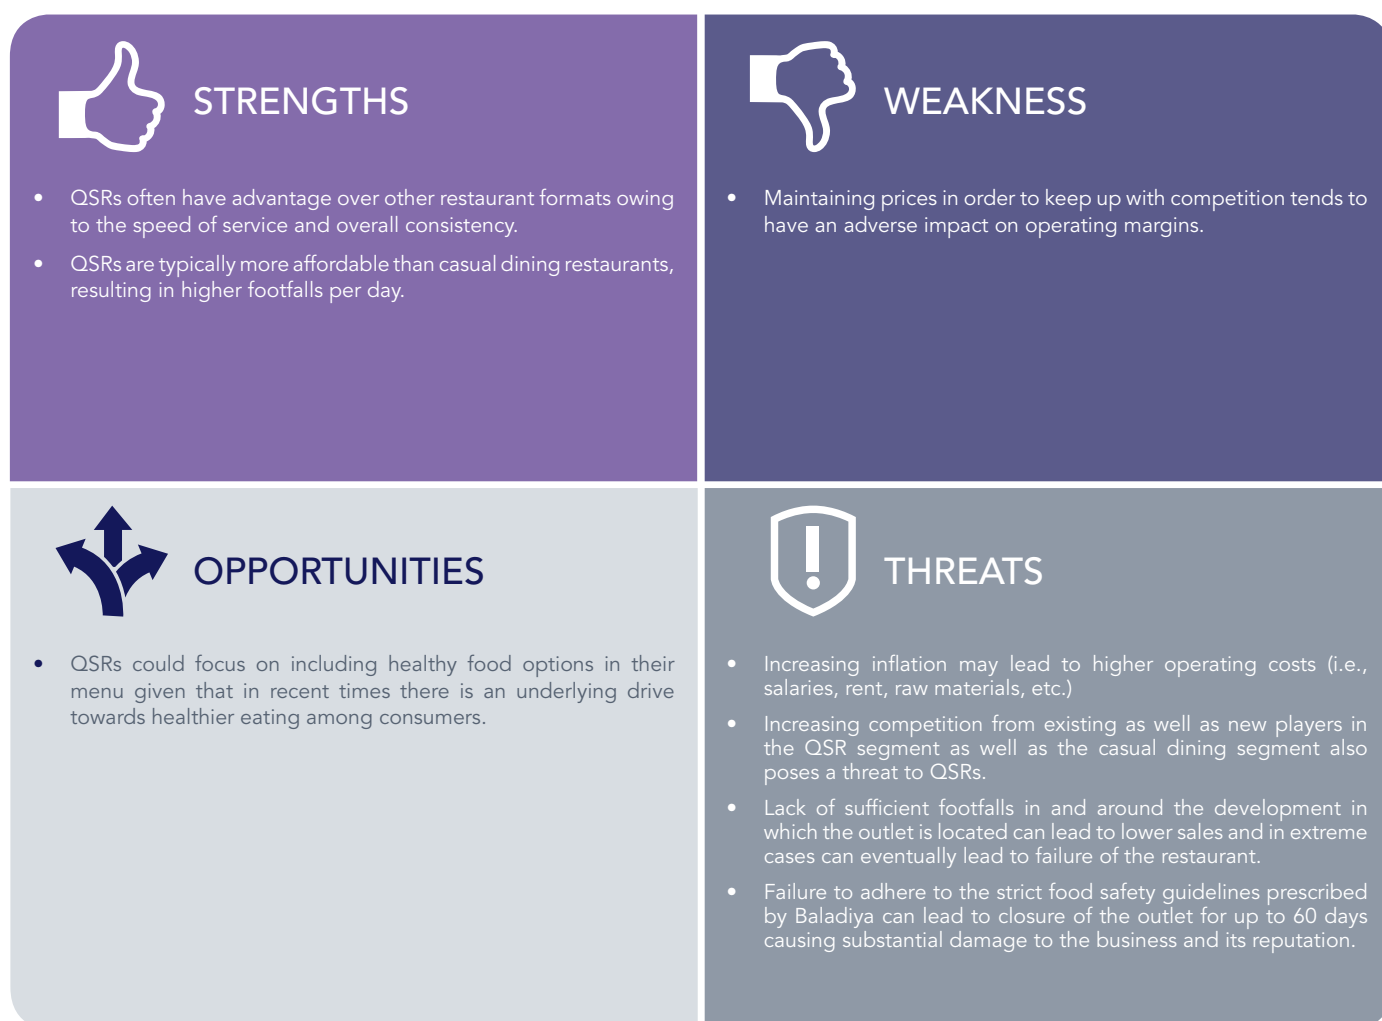 STRENGTHS
• QSRs often have advantage over other restaurant formats owing
to the speed of service and overall consistency.
• QSRs are typically more affordable than casual dining restaurants,
resulting in higher footfalls per day.
WEAKNESS
• Maintaining prices in order to keep up with competition tends to
have an adverse impact on operating margins.
OPPORTUNITIES
• QSRs could focus on including healthy food options in their
menu given that in recent times there is an underlying drive
towards healthier eating among consumers.
THREATS
• Increasing inflation may lead to higher operating costs (i.e.,
salaries, rent, raw materials, etc.)
• Increasing competition from existing as well as new players in
the QSR segment as well as the casual dining segment also
poses a threat to QSRs.
• Lack of sufficient footfalls in and around the development in
which the outlet is located can lead to lower sales and in extreme
cases can eventually lead to failure of the restaurant.
• Failure to adhere to the strict food safety guidelines prescribed
by Baladiya can lead to closure of the outlet for up to 60 days
causing substantial damage to the business and its reputation.